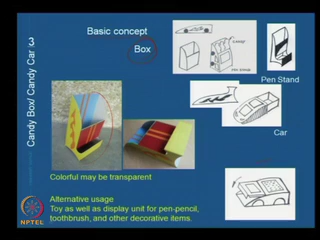 Candy Box/ Candy Car 3
Basic concept
Box
Pen Stand
Car
Colorful may be transparent
Alternative usage
Toy as well as display unit for pen-pencil,
toothbrush, and other decorative items.
NPTEL